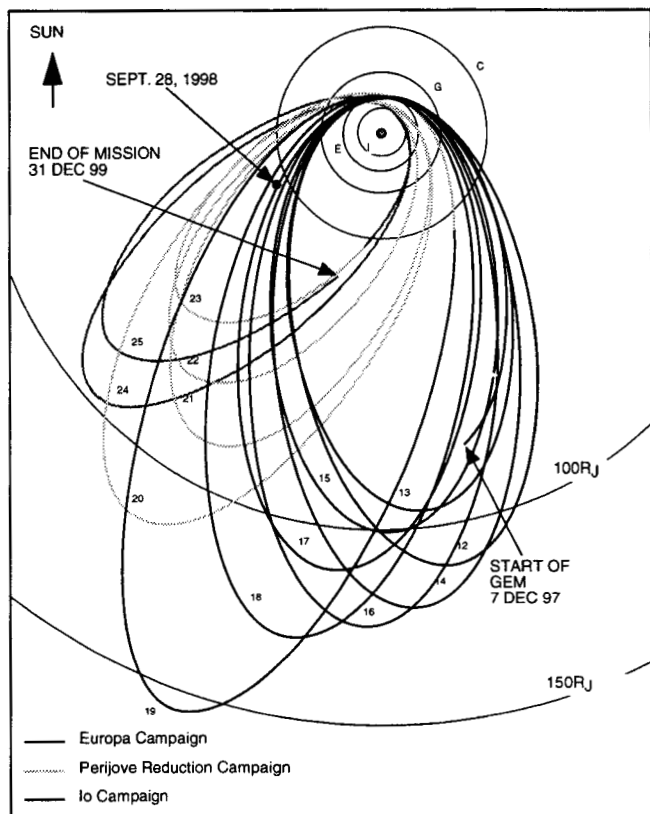 SUN
C
SEPT. 28, 1998
G
END OF MISSION
31 DEC 99
E
I
23
25
22
24
21
20
15
13
100RJ
17
12
START OF
GEM
7 DEC 97
14
18
16
150RJ
19
Europa Campaign
Perijove Reduction Campaign
Io Campaign